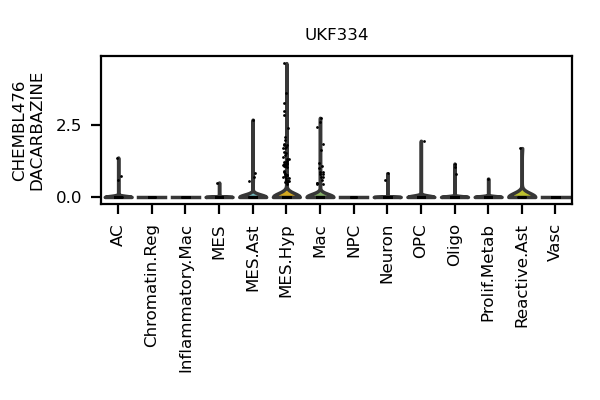 UKF334
CHEMBL476
DACARBAZINE
2.5
0.0
AC
Chromatin.Reg
Inflammatory.Mac
MES
MES.Ast
MES.Hyp
Mac
NPC
Neuron
OPC
Oligo
Prolif.Metab
Reactive.Ast
Vasc